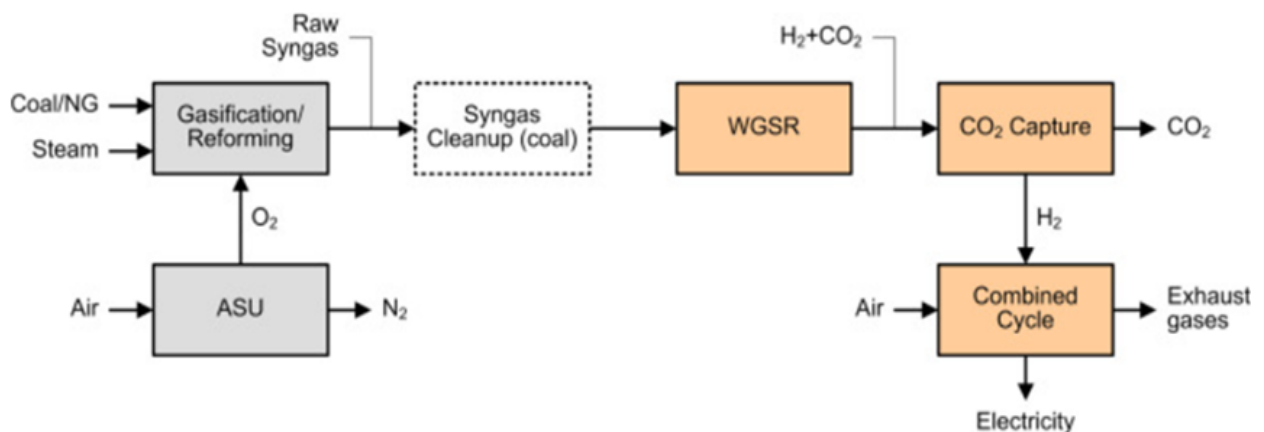 Raw
Syngas
H₂+CO₂
Coal/NG
Steam
Gasification/
Reforming
Syngas
Cleanup (coal)
WGSR
CO₂ Capture
CO₂
O₂
H₂
Air
ASU
N₂
Air
Combined
Cycle
Exhaust
gases
Electricity